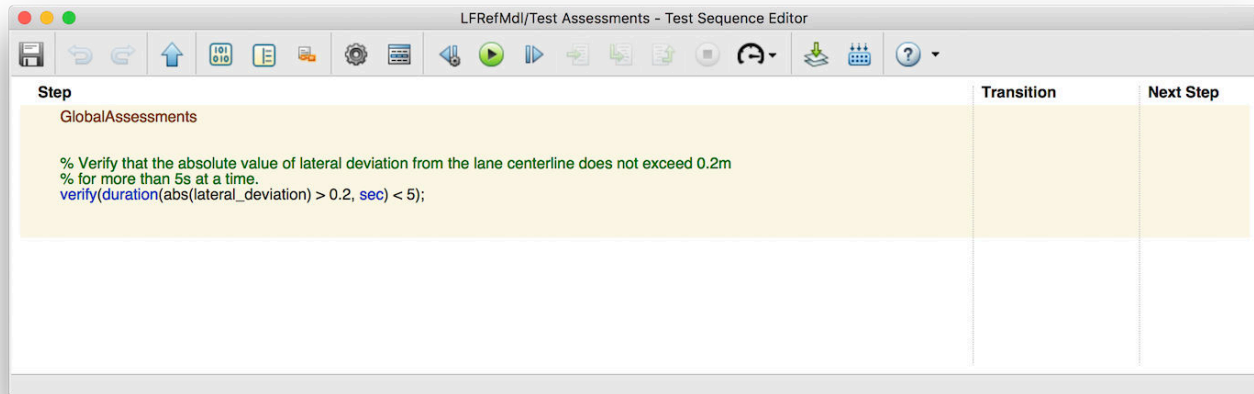 LFRefMdl/Test Assessments - Test Sequence Editor
101
010
?
Step Transition Next Step
GlobalAssessments
% Verify that the absolute value of lateral deviation from the lane centerline does not exceed 0.2m
% for more than 5s at a time.
verify(duration(abs(lateral_deviation) > 0.2, sec) < 5);